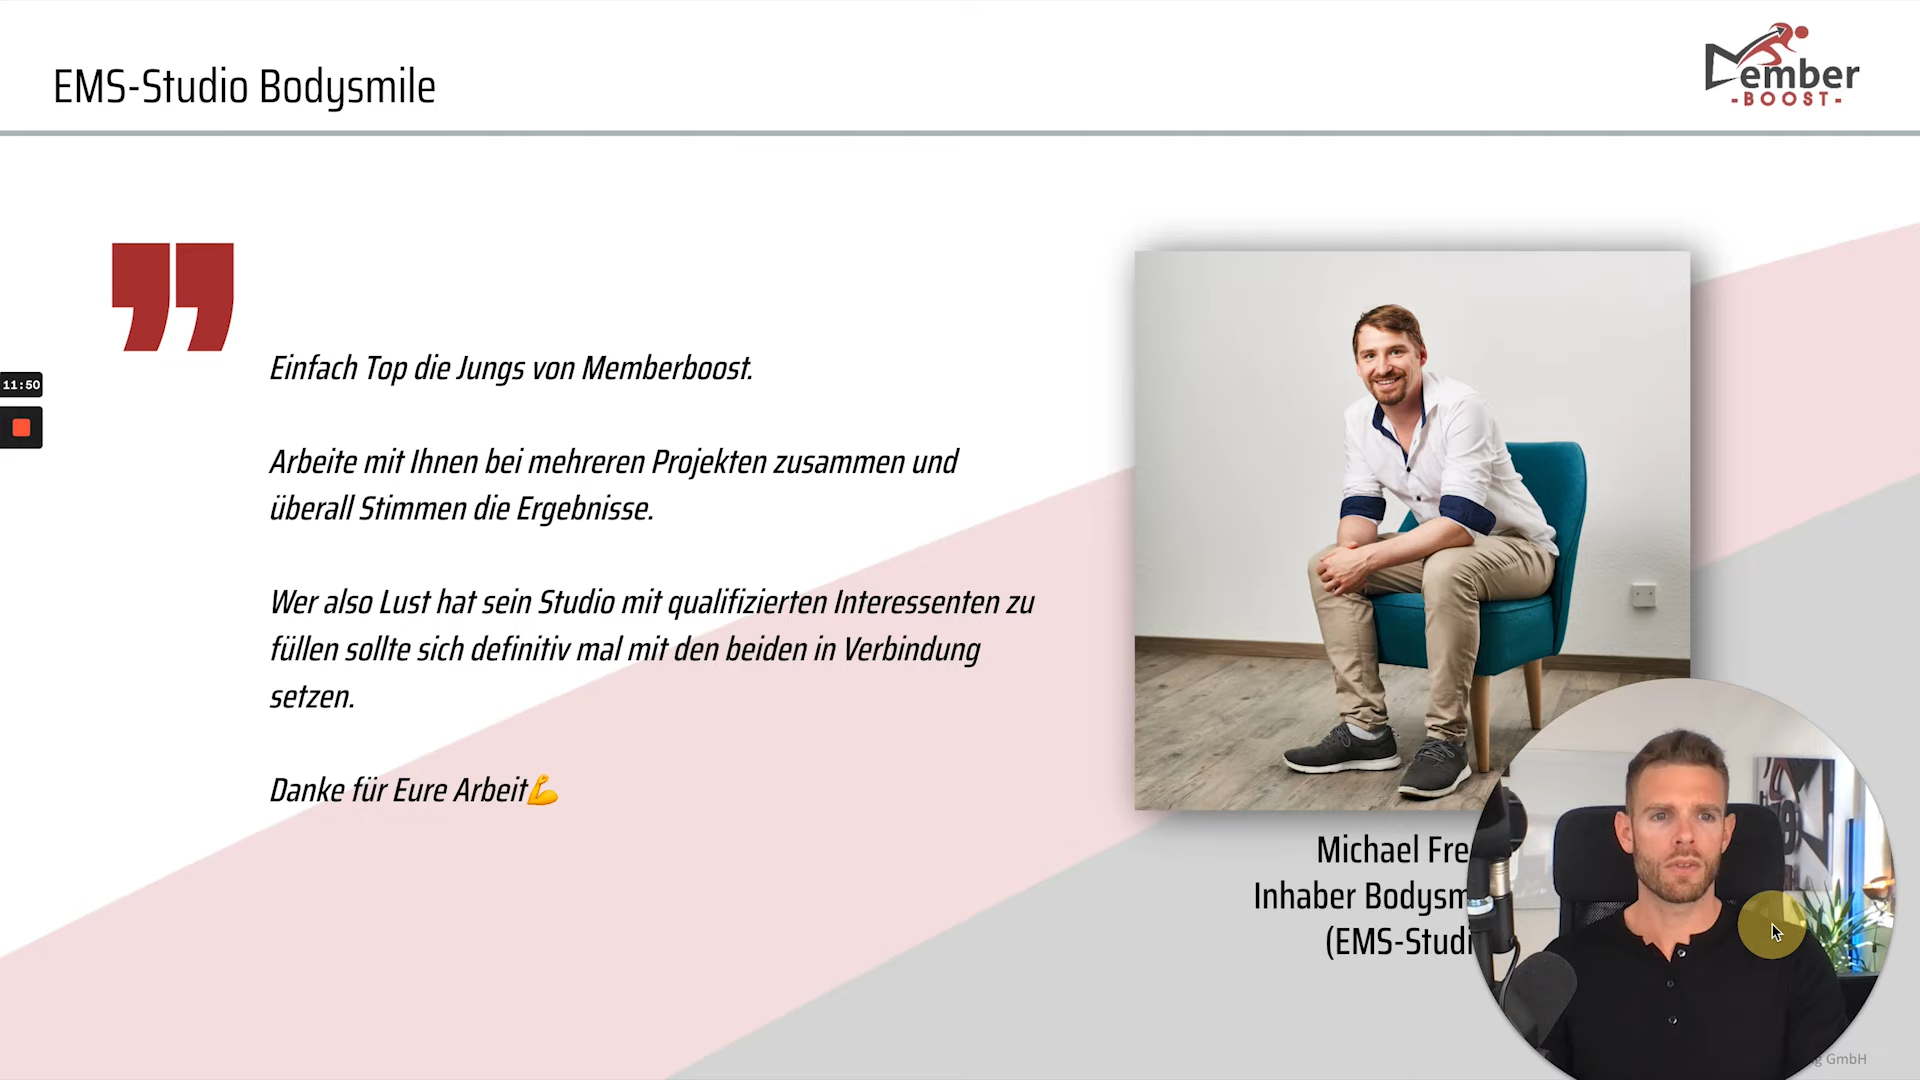 EMS-Studio Bodysmile
ember
-BOOST-
11:50
Einfach Top die Jungs von Memberboost.
Arbeite mit Ihnen bei mehreren Projekten zusammen und
überall Stimmen die Ergebnisse.
Wer also Lust hat sein Studio mit qualifizierten Interessenten zu
füllen sollte sich definitiv mal mit den beiden in Verbindung
setzen.
Danke für Eure Arbeit💪
Michael
Inhaber
GmbH